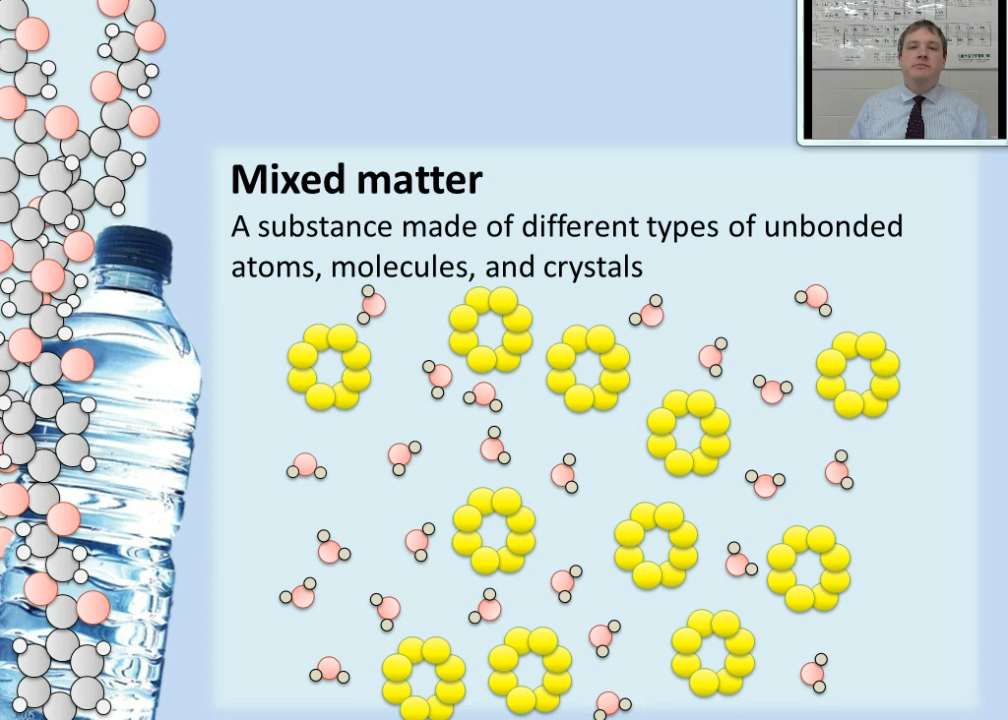 Mixed matter
A substance made of different types of unbonded
atoms, molecules, and crystals